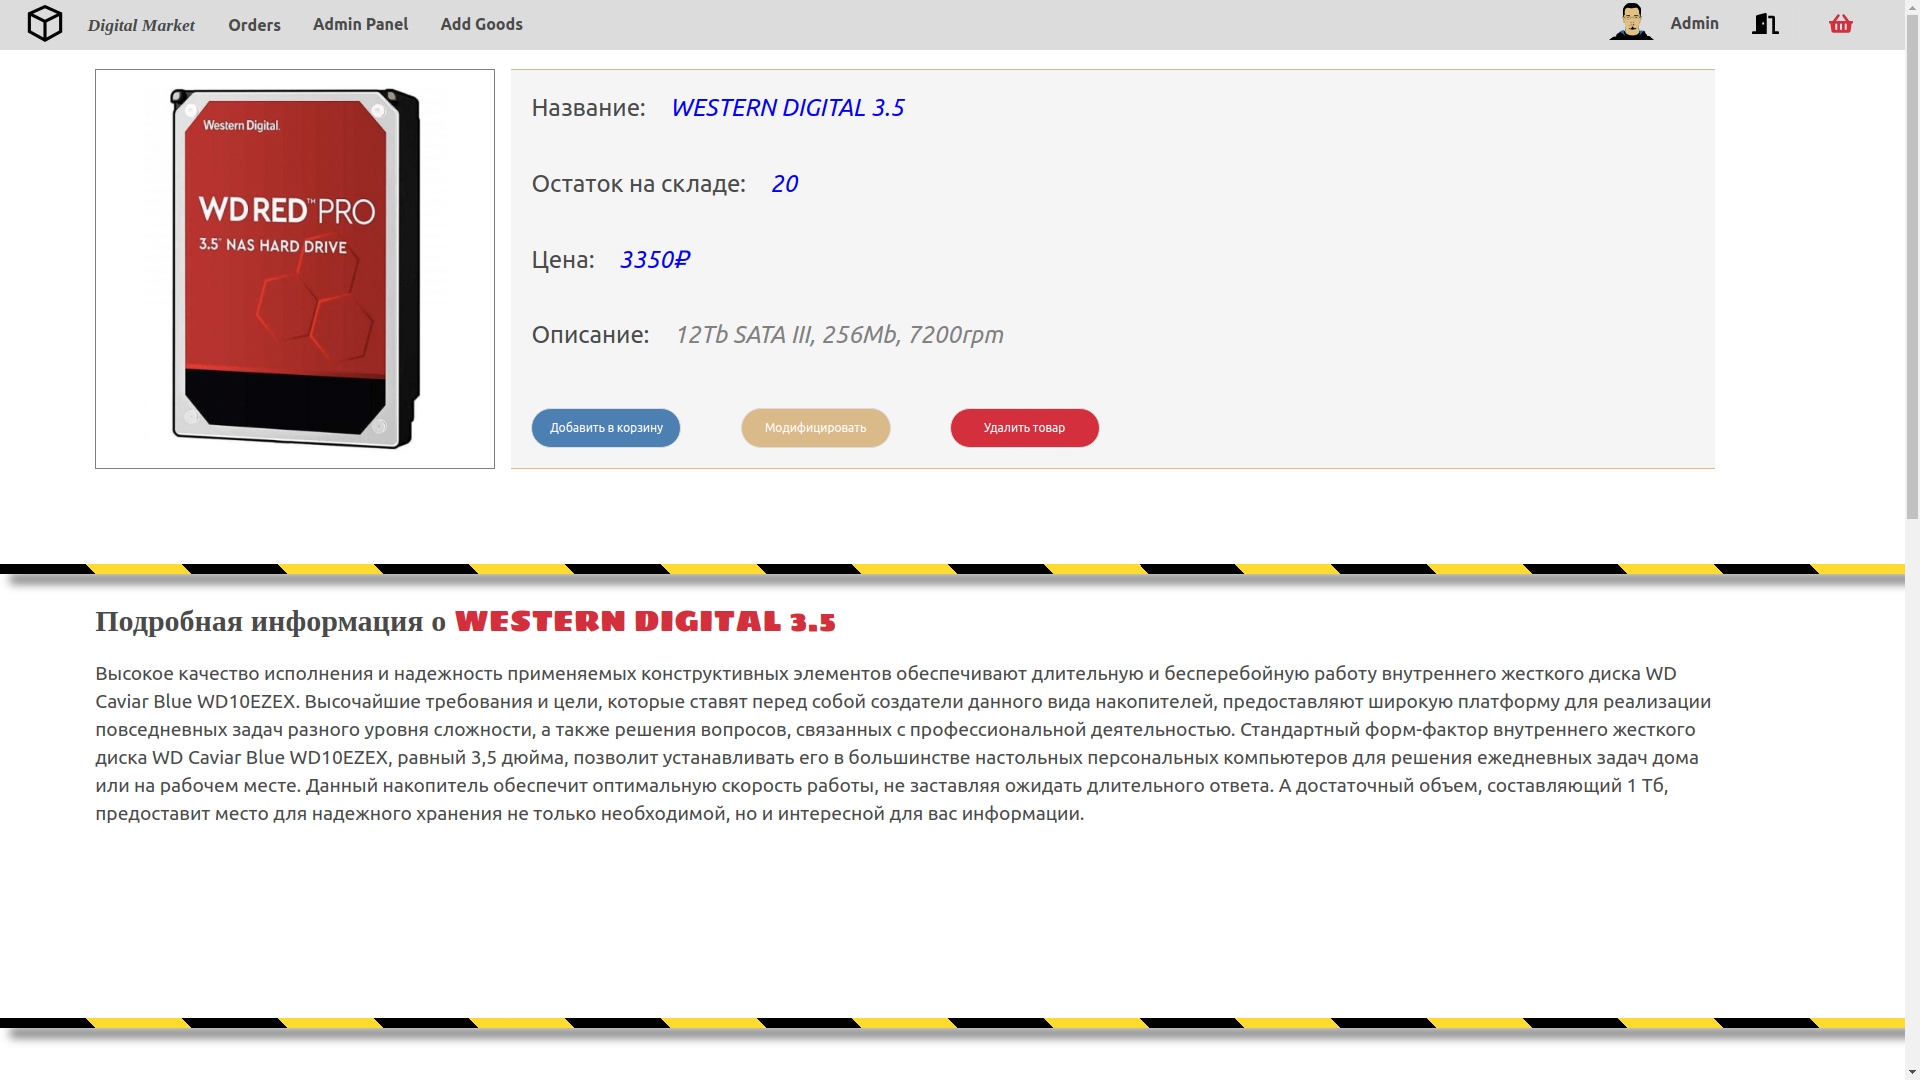 Digital Market Orders Admin Panel Add Goods Admin
Western Digital.
WD RED™ PRO
3.5" NAS HARD DRIVE
Название: WESTERN DIGITAL 3.5
Остаток на складе: 20
Цена: 3350₽
Описание: 12Tb SATA III, 256Mb, 7200rpm
Добавить в корзину Модифицировать Удалить товар
Подробная информация о WESTERN DIGITAL 3.5
Высокое качество исполнения и надежность применяемых конструктивных элементов обеспечивают длительную и бесперебойную работу внутреннего жесткого диска WD
Caviar Blue WD10EZEX. Высочайшие требования и цели, которые ставят перед собой создатели данного вида накопителей, предоставляют широкую платформу для реализации
повседневных задач разного уровня сложности, а также решения вопросов, связанных с профессиональной деятельностью. Стандартный форм-фактор внутреннего жесткого
диска WD Caviar Blue WD10EZEX, равный 3,5 дюйма, позволит устанавливать его в большинстве настольных персональных компьютеров для решения ежедневных задач дома
или на рабочем месте. Данный накопитель обеспечит оптимальную скорость работы, не заставляя ожидать длительного ответа. А достаточный объем, составляющий 1 Тб,
предоставит место для надежного хранения не только необходимой, но и интересной для вас информации.